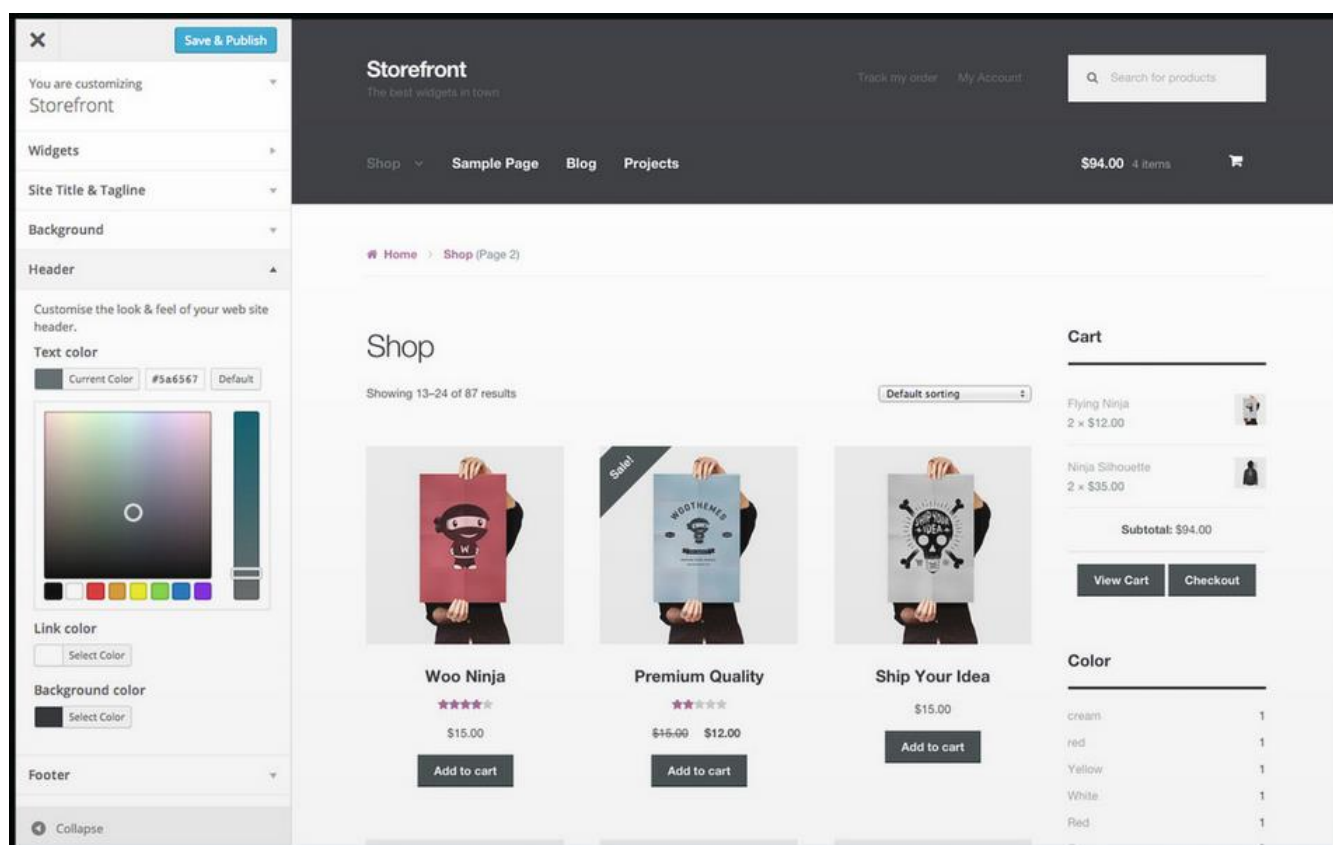 Save & Publish
You are customizing
Storefront
Widgets
Site Title & Tagline
Background
Header
Customise the look & feel of your web site
header.
Text color
Current Color #5a6567 Default
Link color
Select Color
Background color
Select Color
Footer
Collapse
Storefront
The best widgets in town
Track my order My Account
Search for products
Shop Sample Page Blog Projects
$94.00 4 items
Home Shop (Page 2)
Shop
Showing 13–24 of 87 results
Default sorting
WOOTHEMES
Sale!
W
SHIP YOUR
IDEA
Woo Ninja
$15.00
Add to cart
Premium Quality
$15.00 $12.00
Add to cart
Ship Your Idea
$15.00
Add to cart
Cart
Flying Ninja
2 × $12.00
Ninja Silhouette
2 × $35.00
Subtotal: $94.00
View Cart Checkout
Color
cream 1
red 1
Yellow 1
White 1
Red 1